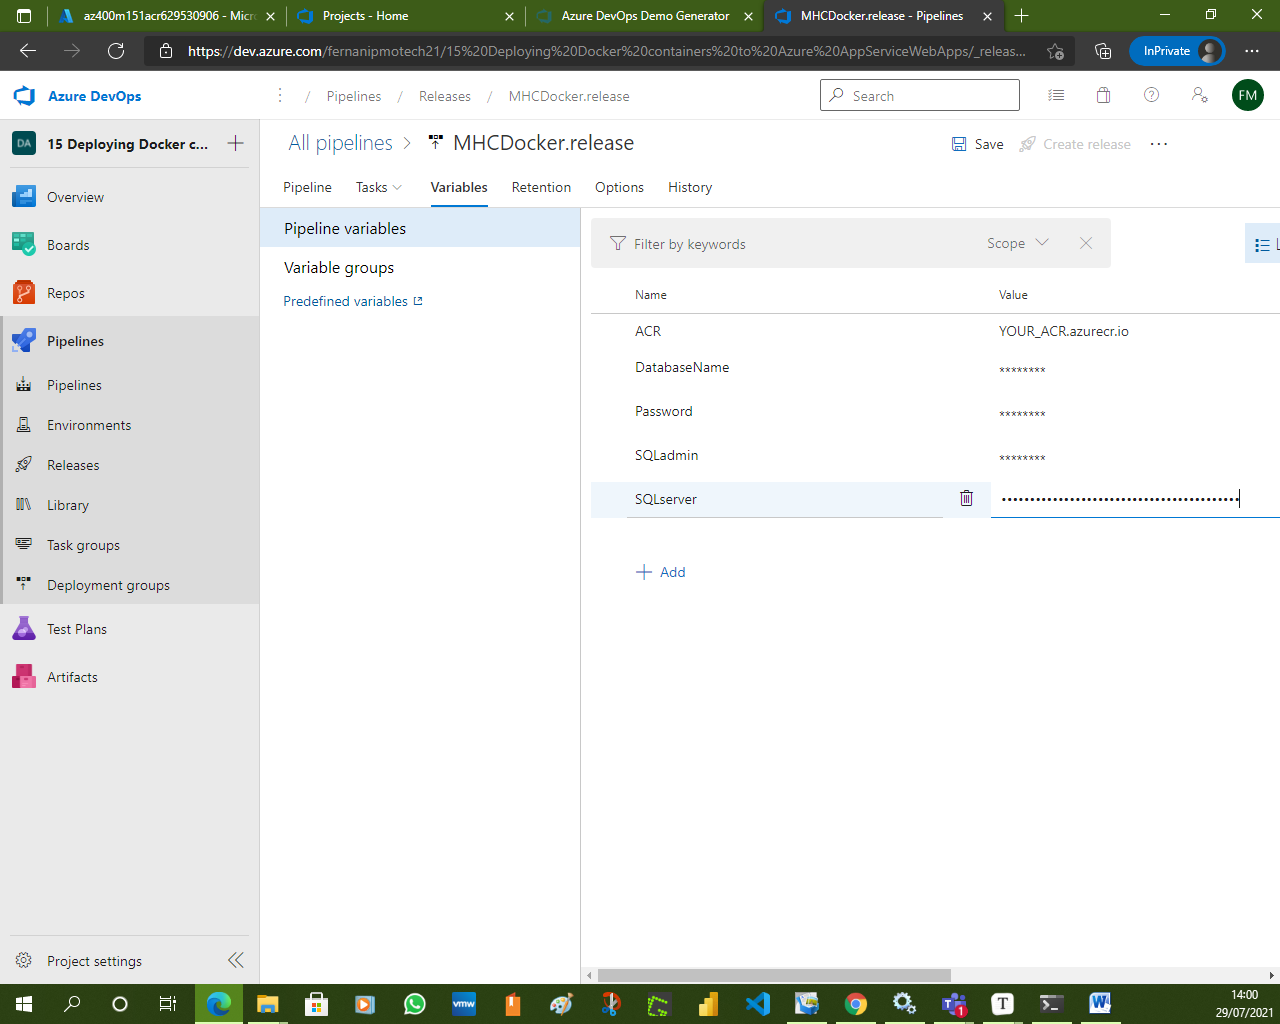 az400m151acr629530906 - Micr
Projects - Home
Azure DevOps Demo Generator
MHCDocker.release - Pipelines
https://dev.azure.com/fernanipmotech21/15%20Deploying%20Docker%20containers%20to%20Azure%20AppServiceWebApps/_releas...
InPrivate
Azure DevOps
/ Pipelines / Releases / MHCDocker.release
Search
FM
DA
15 Deploying Docker c...
Overview
Boards
Repos
Pipelines
Pipelines
Environments
Releases
Library
Task groups
Deployment groups
Test Plans
Artifacts
Project settings
All pipelines > MHCDocker.release
Save
Create release
Pipeline
Tasks
Variables
Retention
Options
History
Pipeline variables
Variable groups
Predefined variables
Filter by keywords
Scope
L
Name
Value
ACR
YOUR_ACR.azurecr.io
DatabaseName
********
Password
********
SQLadmin
********
SQLserver
Add
vmw
1
T
14:00
29/07/2021